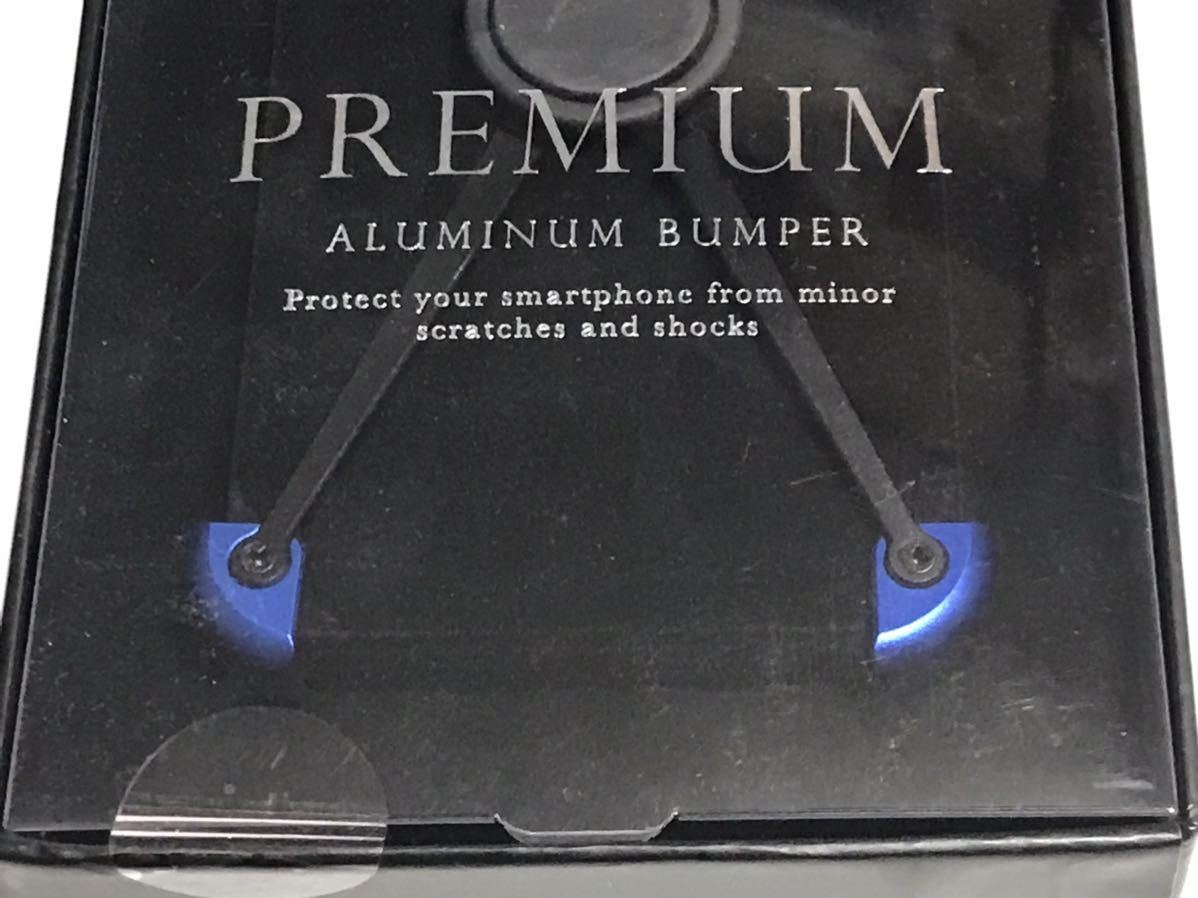 PREMIUM
ALUMINUM BUMPER
Protect your smartphone from minor
scratches and shocks